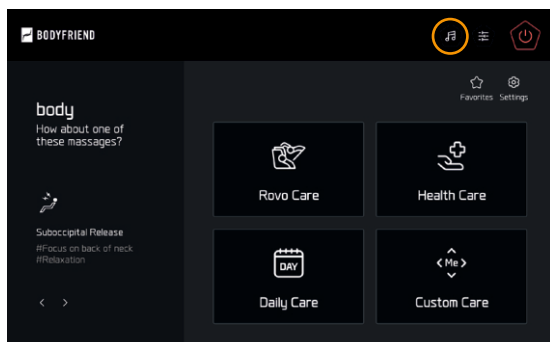 BODYFRIEND
Favorites Settings
body
How about one of
these massages?
Suboccipital Release
#Focus on back of neck
#Relaxation
Rovo Care
Health Care
DAY
Daily Care
< Me >
Custom Care